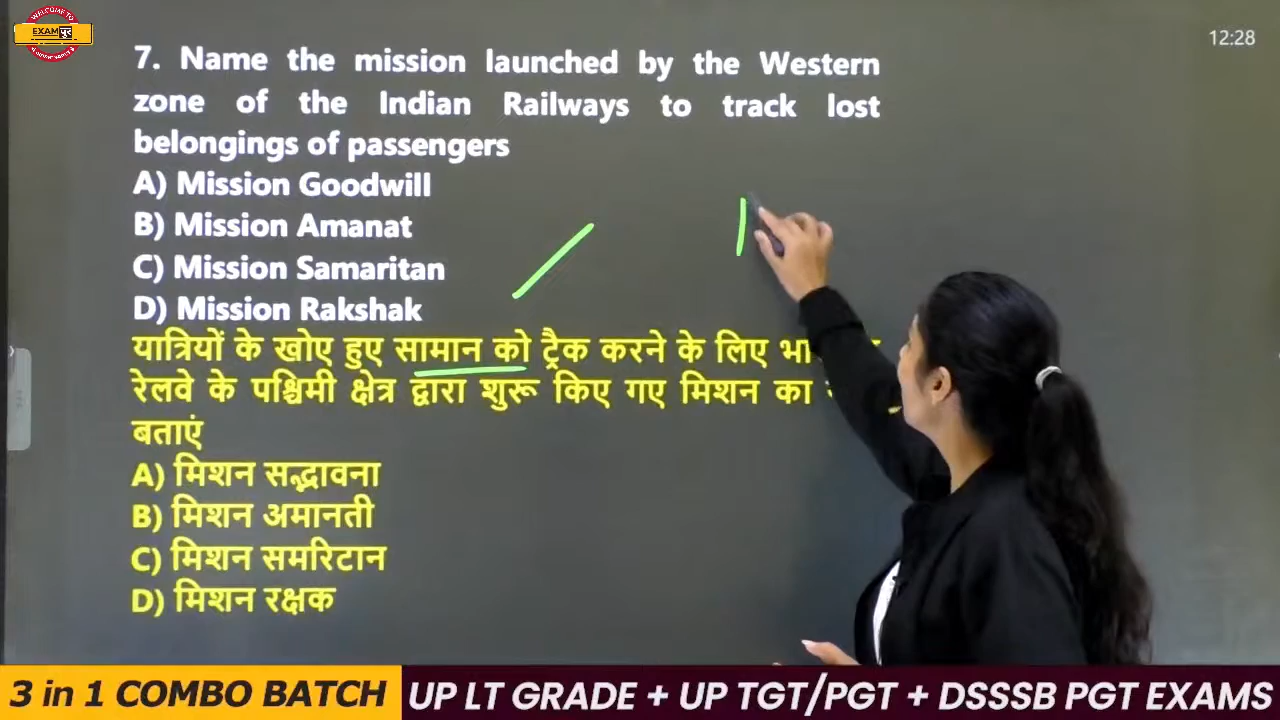 WELCOME TO
EXAM पुर
12:28
7. Name the mission launched by the Western
zone of the Indian Railways to track lost
belongings of passengers
A) Mission Goodwill
B) Mission Amanat
C) Mission Samaritan
D) Mission Rakshak
यात्रियों के खोए हुए सामान को ट्रैक करने के लिए
रेलवे के पश्चिमी क्षेत्र द्वारा शुरू किए गए मिशन का
बताएं
A) मिशन सद्भावना
B) मिशन अमानती
C) मिशन समरिटान
D) मिशन रक्षक
3 in 1 COMBO BATCH UP LT GRADE + UP TGT/PGT + DSSSB PGT EXAMS